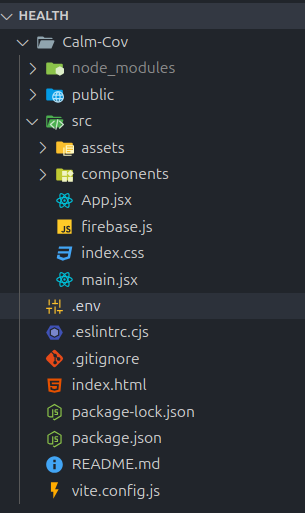 HEALTH
Calm-Cov
node_modules
public
src
assets
components
App.jsx
JS firebase.js
index.css
main.jsx
.env
.eslintrc.cjs
.gitignore
index.html
package-lock.json
package.json
README.md
vite.config.js